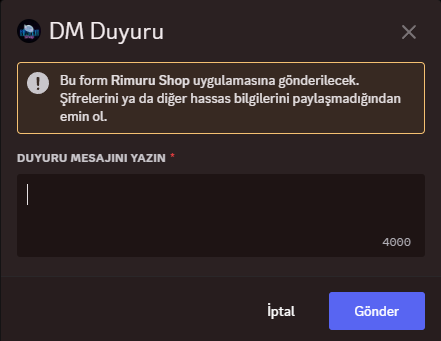 DM Duyuru
Bu form Rimuru Shop uygulamasına gönderilecek.
Şifrelerini ya da diğer hassas bilgilerini paylaşmadığından
emin ol.
DUYURU MESAJINI YAZIN *
4000
İptal
Gönder